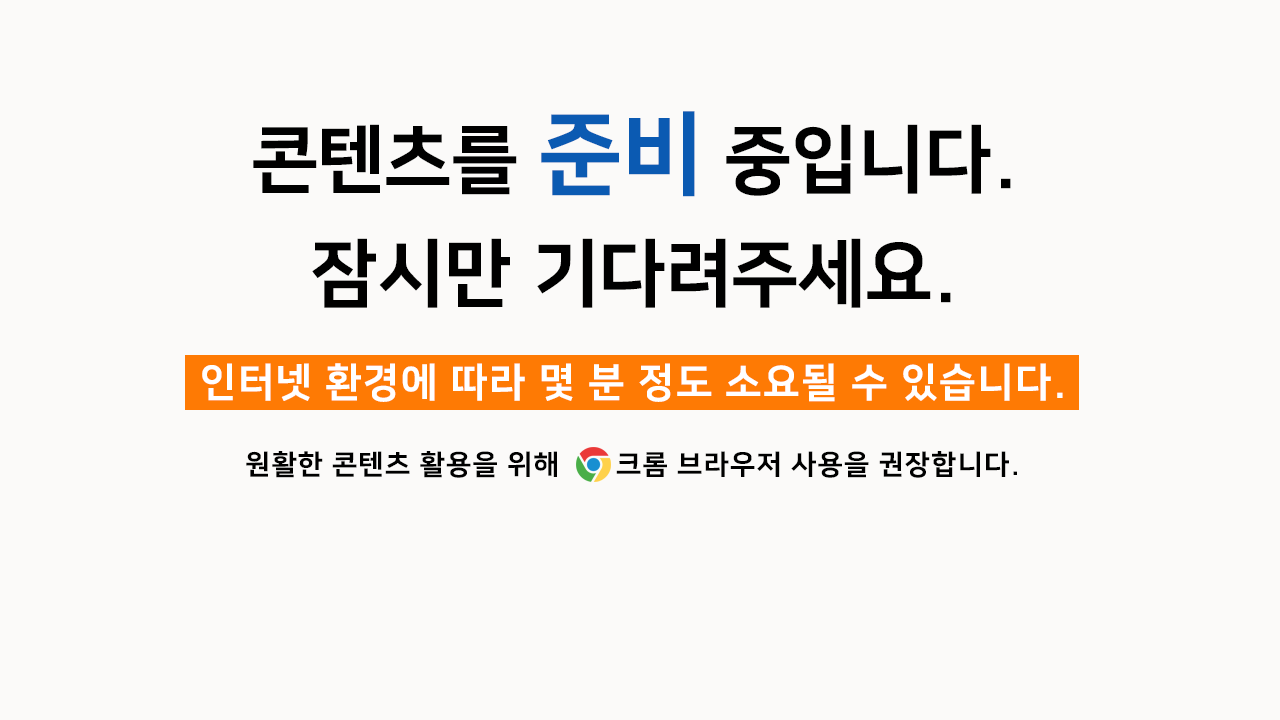 콘텐츠를 준비 중입니다.
잠시만 기다려주세요.
인터넷 환경에 따라 몇 분 정도 소요될 수 있습니다.
원활한 콘텐츠 활용을 위해 크롬 브라우저 사용을 권장합니다.